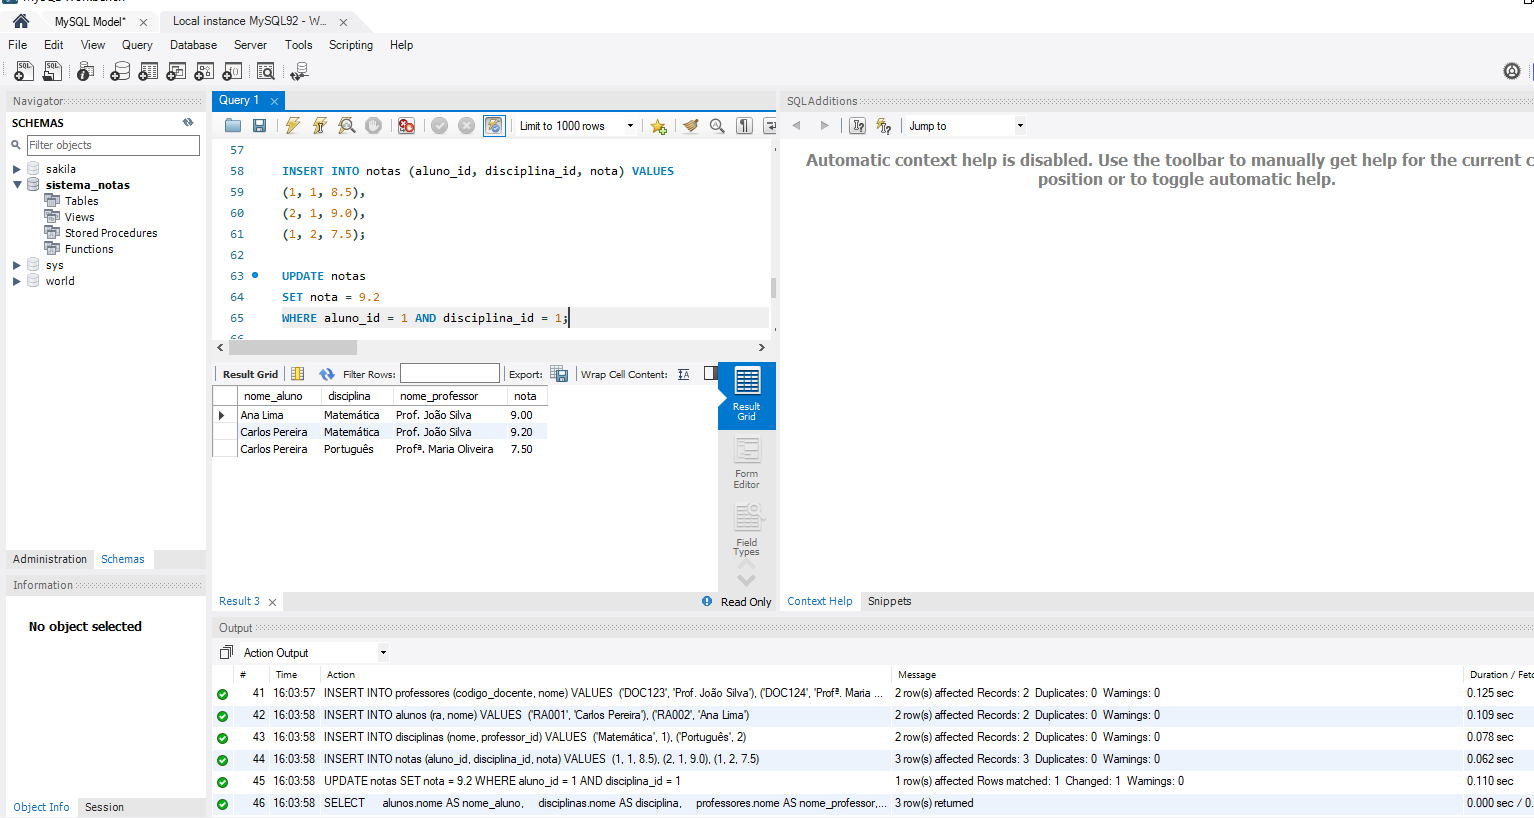 MySQL Model*
Local instance MySQL92 - W...
File Edit View Query Database Server Tools Scripting Help
Navigator
SCHEMAS
Filter objects
sakila
sistema_notas
Tables
Views
Stored Procedures
Functions
sys
world
Administration Schemas
Information
No object selected
Object Info Session
Query 1
Limit to 1000 rows
57
58 INSERT INTO notas (aluno_id, disciplina_id, nota) VALUES
59 (1, 1, 8.5),
60 (2, 1, 9.0),
61 (1, 2, 7.5);
62
63 UPDATE notas
64 SET nota = 9.2
65 WHERE aluno_id = 1 AND disciplina_id = 1;
66
Result Grid Filter Rows: Export: Wrap Cell Content:
nome_aluno disciplina nome_professor nota
Ana Lima Matemática Prof. João Silva 9.00
Carlos Pereira Matemática Prof. João Silva 9.20
Carlos Pereira Português Profª. Maria Oliveira 7.50
Result Grid
Form Editor
Field Types
Result 3
Read Only
SQLAdditions
Jump to
Automatic context help is disabled. Use the toolbar to manually get help for the current c
position or to toggle automatic help.
Context Help Snippets
Output
Action Output
# Time Action Message Duration / Fetc
41 16:03:57 INSERT INTO professores (codigo_docente, nome) VALUES ('DOC123', 'Prof. João Silva'), ('DOC124', 'Profª. Maria ... 2 row(s) affected Records: 2 Duplicates: 0 Warnings: 0 0.125 sec
42 16:03:58 INSERT INTO alunos (ra, nome) VALUES ('RA001', 'Carlos Pereira'), ('RA002', 'Ana Lima') 2 row(s) affected Records: 2 Duplicates: 0 Warnings: 0 0.109 sec
43 16:03:58 INSERT INTO disciplinas (nome, professor_id) VALUES ('Matemática', 1), ('Português', 2) 2 row(s) affected Records: 2 Duplicates: 0 Warnings: 0 0.078 sec
44 16:03:58 INSERT INTO notas (aluno_id, disciplina_id, nota) VALUES (1, 1, 8.5), (2, 1, 9.0), (1, 2, 7.5) 3 row(s) affected Records: 3 Duplicates: 0 Warnings: 0 0.062 sec
45 16:03:58 UPDATE notas SET nota = 9.2 WHERE aluno_id = 1 AND disciplina_id = 1 1 row(s) affected Rows matched: 1 Changed: 1 Warnings: 0 0.110 sec
46 16:03:58 SELECT alunos.nome AS nome_aluno, disciplinas.nome AS disciplina, professores.nome AS nome_professor,... 3 row(s) returned 0.000 sec / 0.